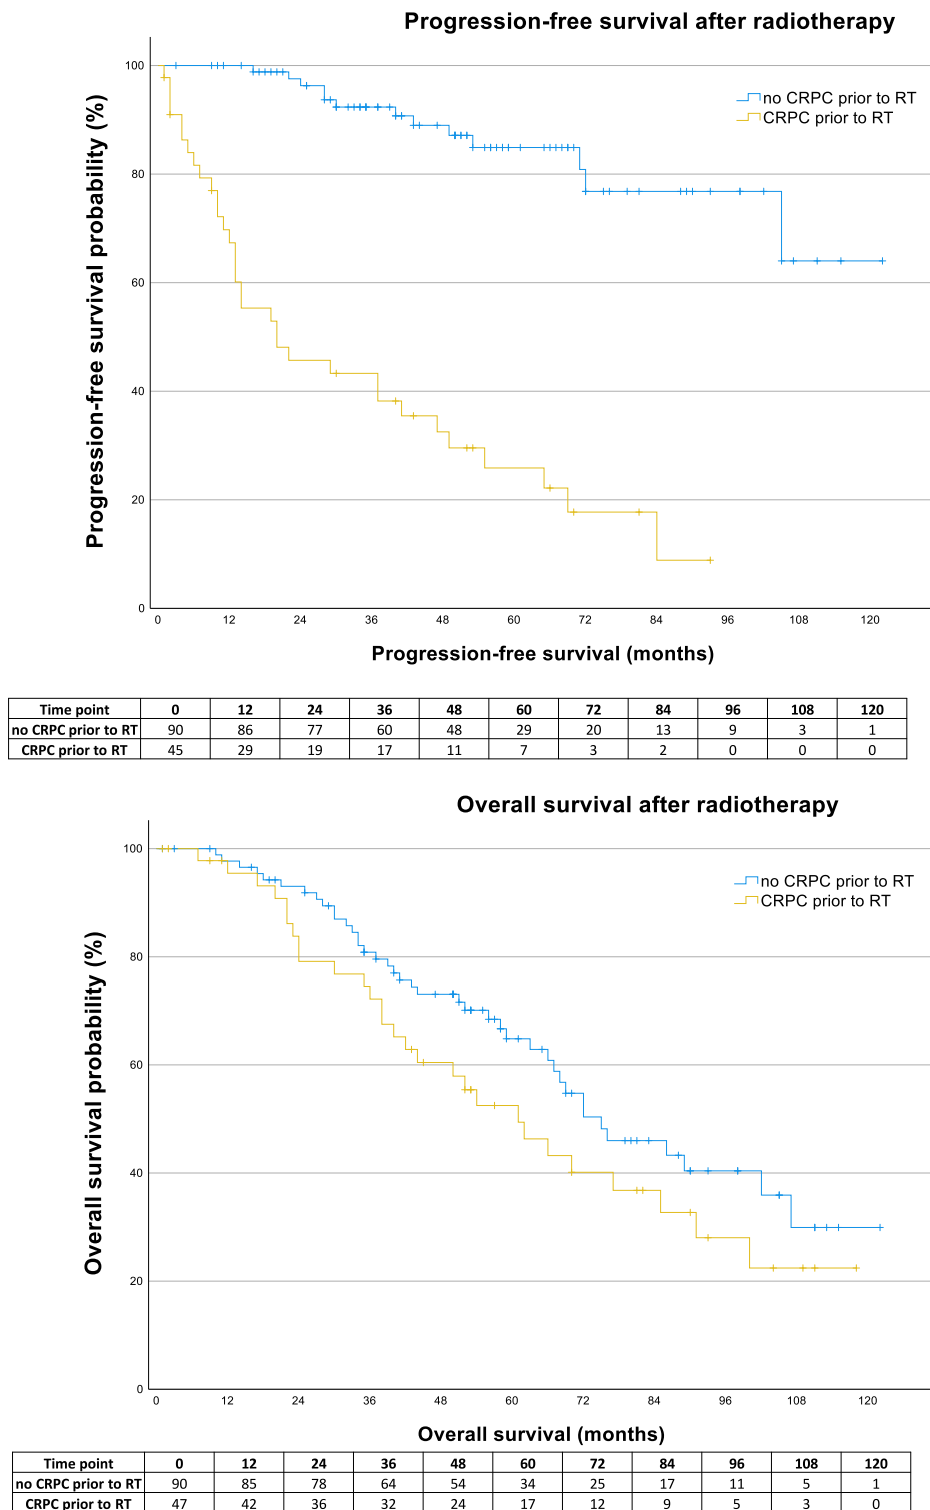 Progression-free survival after radiotherapy
Progression-free survival probability (%)
100
80
60
40
20
0
no CRPC prior to RT
CRPC prior to RT
0 12 24 36 48 60 72 84 96 108 120
Progression-free survival (months)
Time point 0 12 24 36 48 60 72 84 96 108 120
no CRPC prior to RT 90 86 77 60 48 29 20 13 9 3 1
CRPC prior to RT 45 29 19 17 11 7 3 2 0 0 0
Overall survival after radiotherapy
Overall survival probability (%)
100
80
60
40
20
0
no CRPC prior to RT
CRPC prior to RT
0 12 24 36 48 60 72 84 96 108 120
Overall survival (months)
Time point 0 12 24 36 48 60 72 84 96 108 120
no CRPC prior to RT 90 85 78 64 54 34 25 17 11 5 1
CRPC prior to RT 47 42 36 32 24 17 12 9 5 3 0